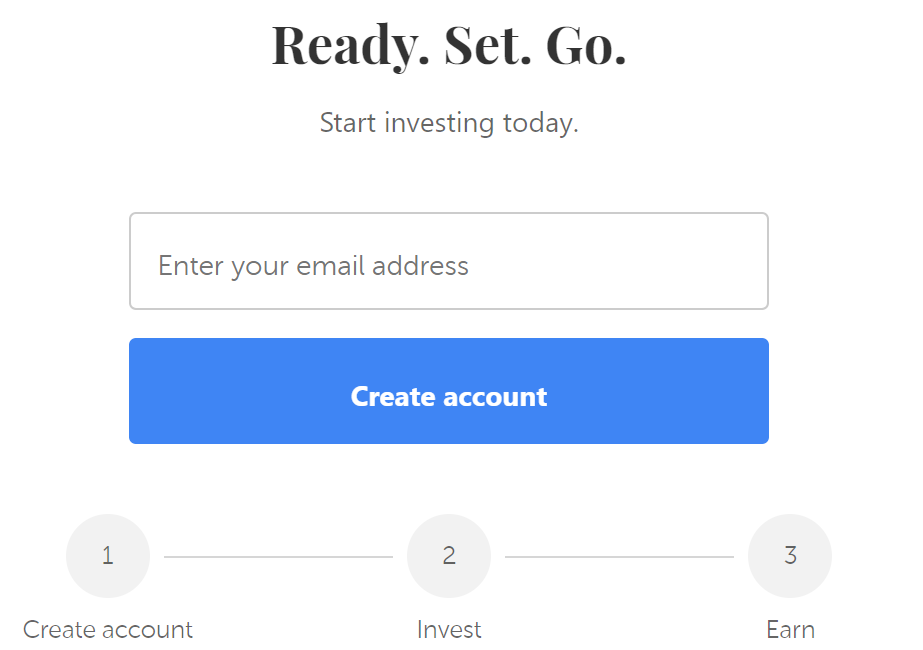 Ready. Set. Go.
Start investing today.
Enter your email address
Create account
1
2
3
Create account
Invest
Earn